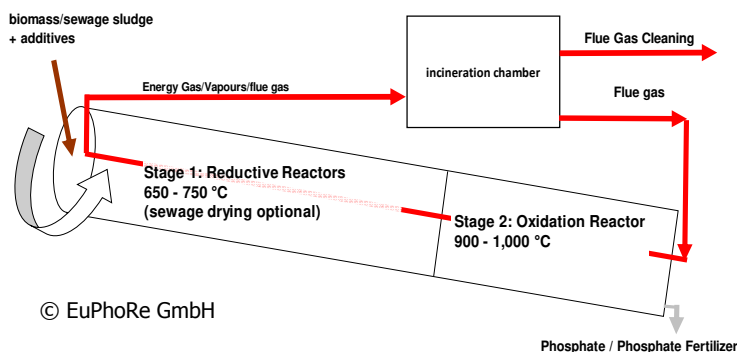 biomass/sewage sludge
+ additives
Flue Gas Cleaning
incineration chamber
Energy Gas/Vapours/flue gas
Flue gas
Stage 1: Reductive Reactors
650 - 750 °C
(sewage drying optional)
Stage 2: Oxidation Reactor
900 - 1,000 °C
© EuPhoRe GmbH
Phosphate / Phosphate Fertilizer